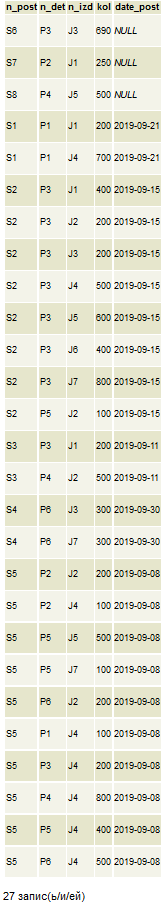 n_post n_det n_izd kol date_post
S6 P3 J3 690 NULL
S7 P2 J1 250 NULL
S8 P4 J5 500 NULL
S1 P1 J1 200 2019-09-21
S1 P1 J4 700 2019-09-21
S2 P3 J1 400 2019-09-15
S2 P3 J2 200 2019-09-15
S2 P3 J3 200 2019-09-15
S2 P3 J4 500 2019-09-15
S2 P3 J5 600 2019-09-15
S2 P3 J6 400 2019-09-15
S2 P3 J7 800 2019-09-15
S2 P5 J2 100 2019-09-15
S3 P3 J1 200 2019-09-11
S3 P4 J2 500 2019-09-11
S4 P6 J3 300 2019-09-30
S4 P6 J7 300 2019-09-30
S5 P2 J2 200 2019-09-08
S5 P2 J4 100 2019-09-08
S5 P5 J5 500 2019-09-08
S5 P5 J7 100 2019-09-08
S5 P6 J2 200 2019-09-08
S5 P1 J4 100 2019-09-08
S5 P3 J4 200 2019-09-08
S5 P4 J4 800 2019-09-08
S5 P5 J4 400 2019-09-08
S5 P6 J4 500 2019-09-08
27 запис(ь/и/ей)